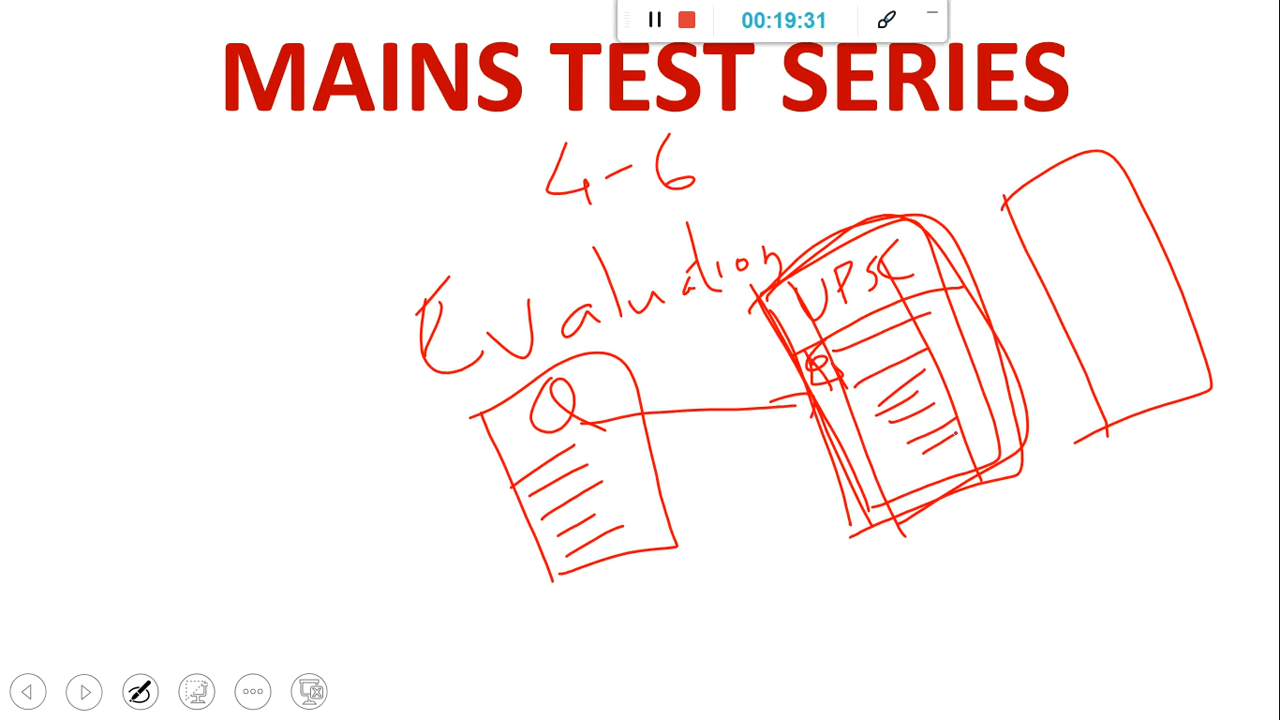 00:19:31
MAINS TEST SERIES
4-6
Evaluation
UPSC
Q
Q